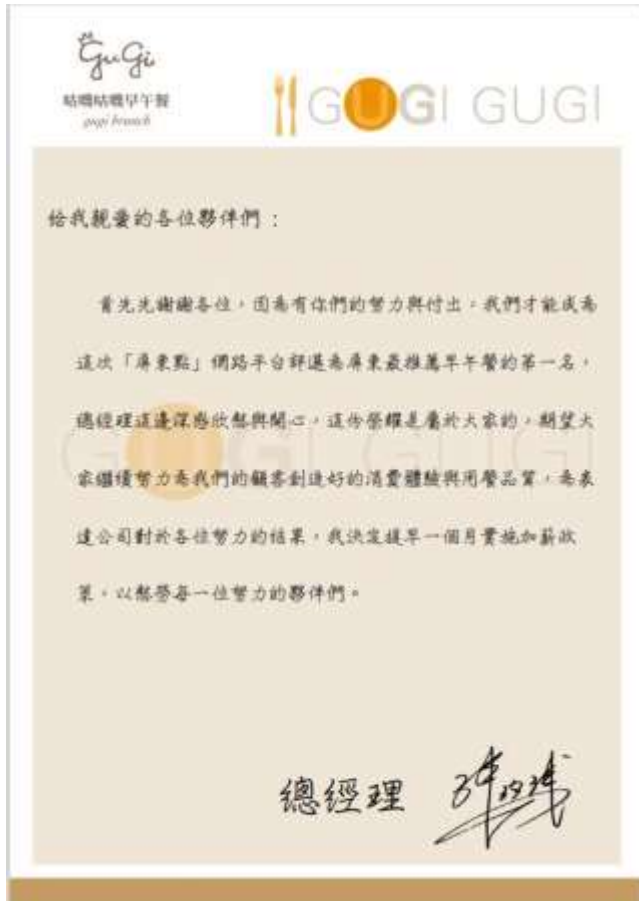 GuGi
咕嘰咕嘰早午餐
gugi brunch
GUGI GUGI
給我親愛的各位夥伴們：
首先先謝謝各位，因為有你們的努力與付出，我們才能成為
這次「屏東點」網路平台評選為屏東最推薦早午餐的第一名，
總經理這邊深感欣慰與開心，這份榮耀是屬於大家的，期望大
家繼續努力為我們的顧客創造好的消費體驗與用餐品質，為表
達公司對於各位努力的結果，我決定提早一個月實施加薪政
策，以慰勞每一位努力的夥伴們。
總經理